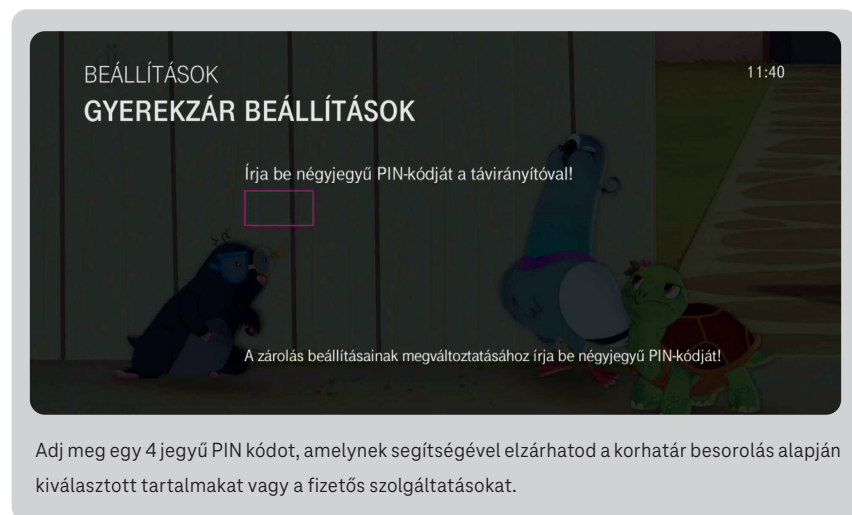 BEÁLLÍTÁSOK
11:40
GYEREKZÁR BEÁLLÍTÁSOK
Írja be négyjegyű PIN-kódját a távirányítóval!
A zárolás beállításainak megváltoztatásához írja be négyjegyű PIN-kódját!
Adj meg egy 4 jegyű PIN kódot, amelynek segítségével elzárhatod a korhatár besorolás alapján
kiválasztott tartalmakat vagy a fizetős szolgáltatásokat.